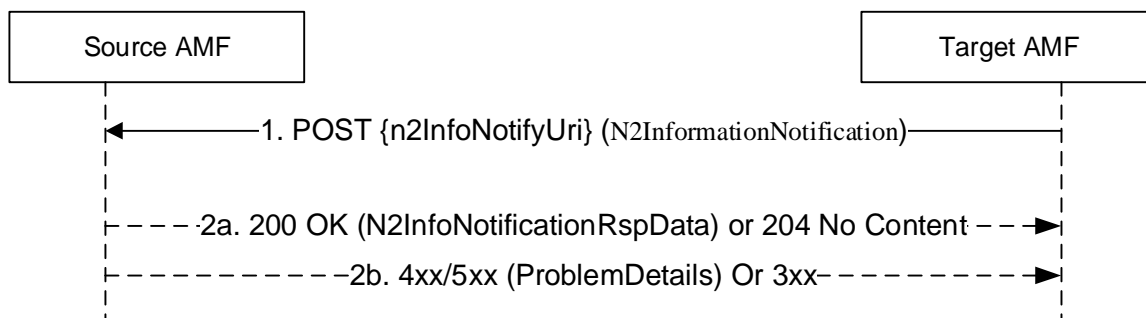 Source AMF
Target AMF
1. POST {n2InfoNotifyUri} (N2InformationNotification)
2a. 200 OK (N2InfoNotificationRspData) or 204 No Content
2b. 4xx/5xx (ProblemDetails) Or 3xx